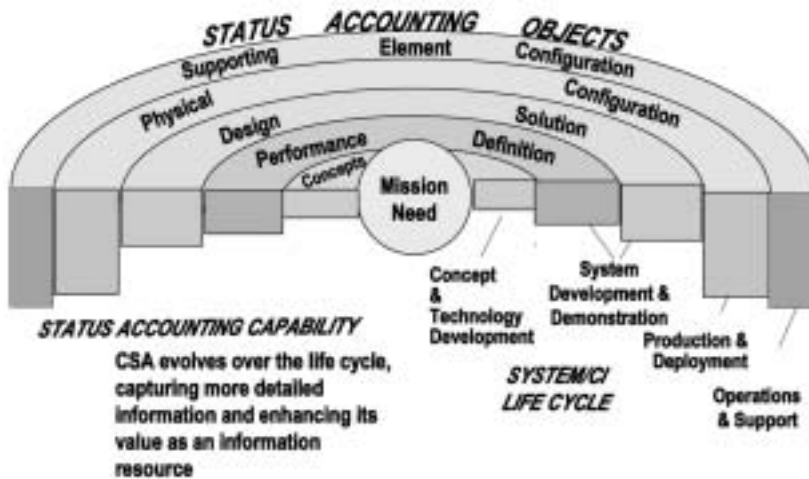 STATUS ACCOUNTING OBJECTS
Supporting Element Configuration
Physical Configuration
Design Solution
Performance Definition
Concepts
Mission
Need
Concept
&
Technology
Development
System
Development &
Demonstration
Production &
Deployment
Operations
& Support
STATUS ACCOUNTING CAPABILITY
CSA evolves over the life cycle,
capturing more detailed
information and enhancing its
value as an information
resource
SYSTEM/CI
LIFE CYCLE